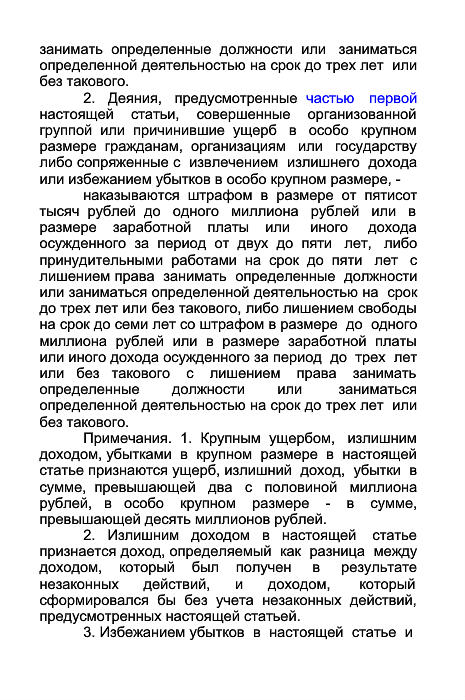 занимать определенные должности или заниматься
определенной деятельностью на срок до трех лет или
без такового.
2. Деяния, предусмотренные частью первой
настоящей статьи, совершенные организованной
группой или причинившие ущерб в особо крупном
размере гражданам, организациям или государству
либо сопряженные с извлечением излишнего дохода
или избежанием убытков в особо крупном размере, -
наказываются штрафом в размере от пятисот
тысяч рублей до одного миллиона рублей или в
размере заработной платы или иного дохода
осужденного за период от двух до пяти лет, либо
принудительными работами на срок до пяти лет с
лишением права занимать определенные должности
или заниматься определенной деятельностью на срок
до трех лет или без такового, либо лишением свободы
на срок до семи лет со штрафом в размере до одного
миллиона рублей или в размере заработной платы
или иного дохода осужденного за период до трех лет
или без такового с лишением права занимать
определенные должности или заниматься
определенной деятельностью на срок до трех лет или
без такового.
Примечания. 1. Крупным ущербом, излишним
доходом, убытками в крупном размере в настоящей
статье признаются ущерб, излишний доход, убытки в
сумме, превышающей два с половиной миллиона
рублей, в особо крупном размере - в сумме,
превышающей десять миллионов рублей.
2. Излишним доходом в настоящей статье
признается доход, определяемый как разница между
доходом, который был получен в результате
незаконных действий, и доходом, который
сформировался бы без учета незаконных действий,
предусмотренных настоящей статьей.
3. Избежанием убытков в настоящей статье и